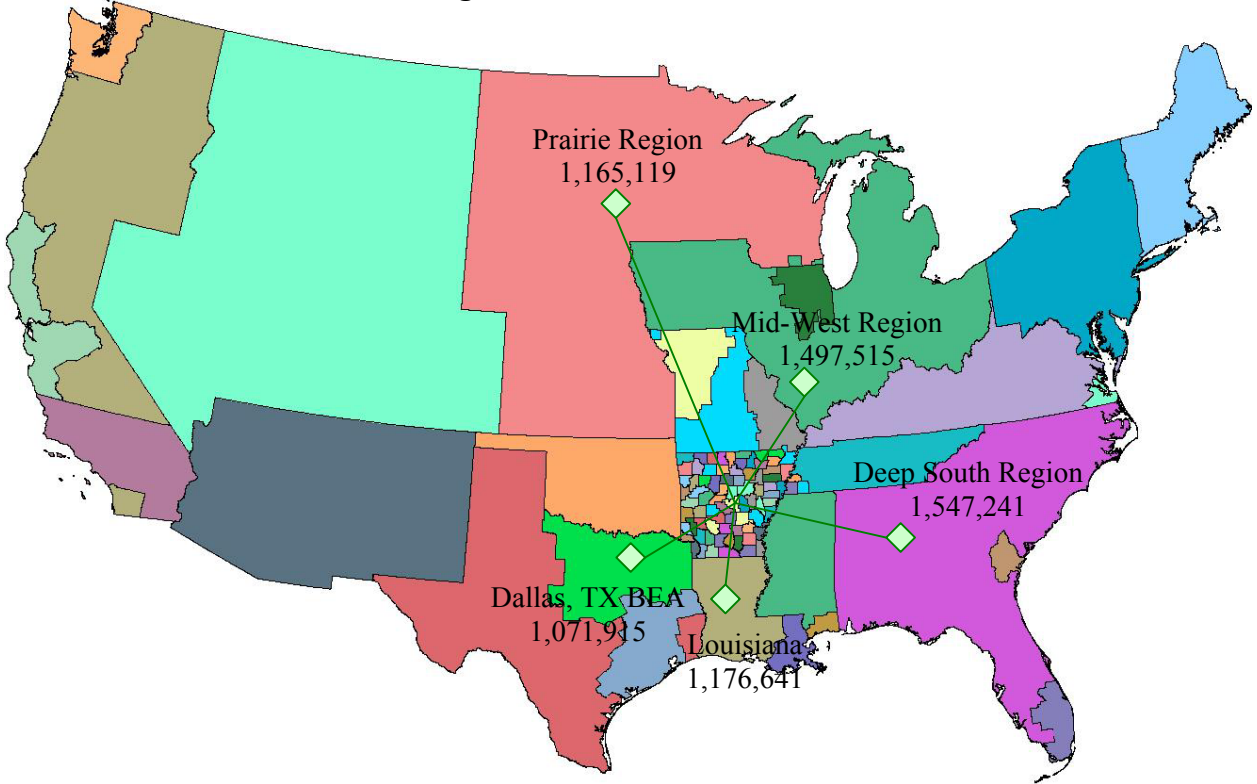 Prairie Region
1,165,119
Mid-West Region
1,497,515
Deep South Region
1,547,241
Dallas, TX BEA
1,071,915
Louisiana
1,176,641